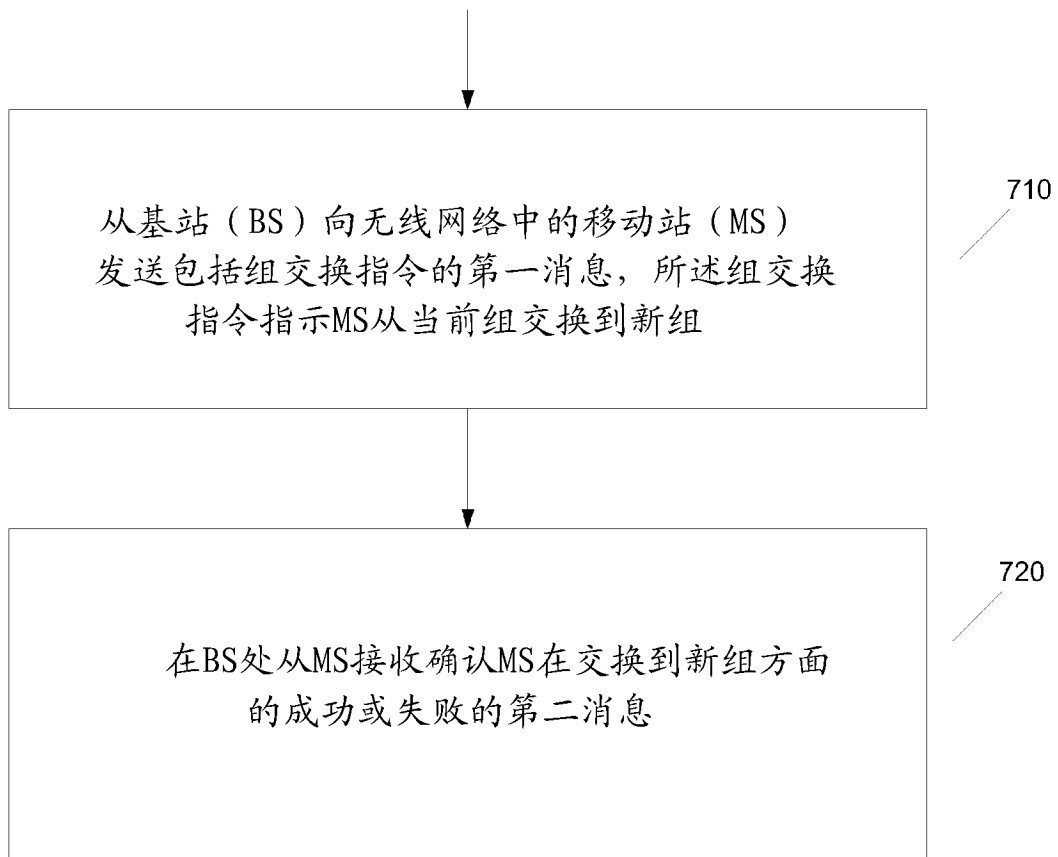 从基站（BS）向无线网络中的移动站（MS）
发送包括组交换指令的第一消息，所述组交换
指令指示MS从当前组交换到新组
710
在BS处从MS接收确认MS在交换到新组方面
的成功或失败的第二消息
720